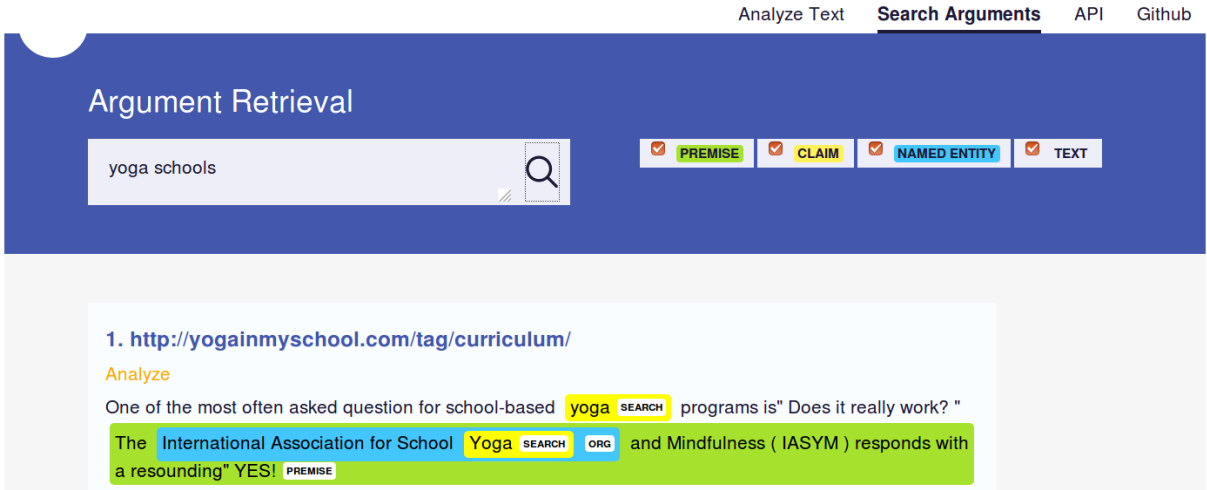 Analyze Text Search Arguments API Github
Argument Retrieval
yoga schools PREMISE CLAIM NAMED ENTITY TEXT
1. http://yogainmyschool.com/tag/curriculum/
Analyze
One of the most often asked question for school-based yoga SEARCH programs is" Does it really work? "
The International Association for School Yoga SEARCH ORG and Mindfulness ( IASYM ) responds with
a resounding" YES! PREMISE